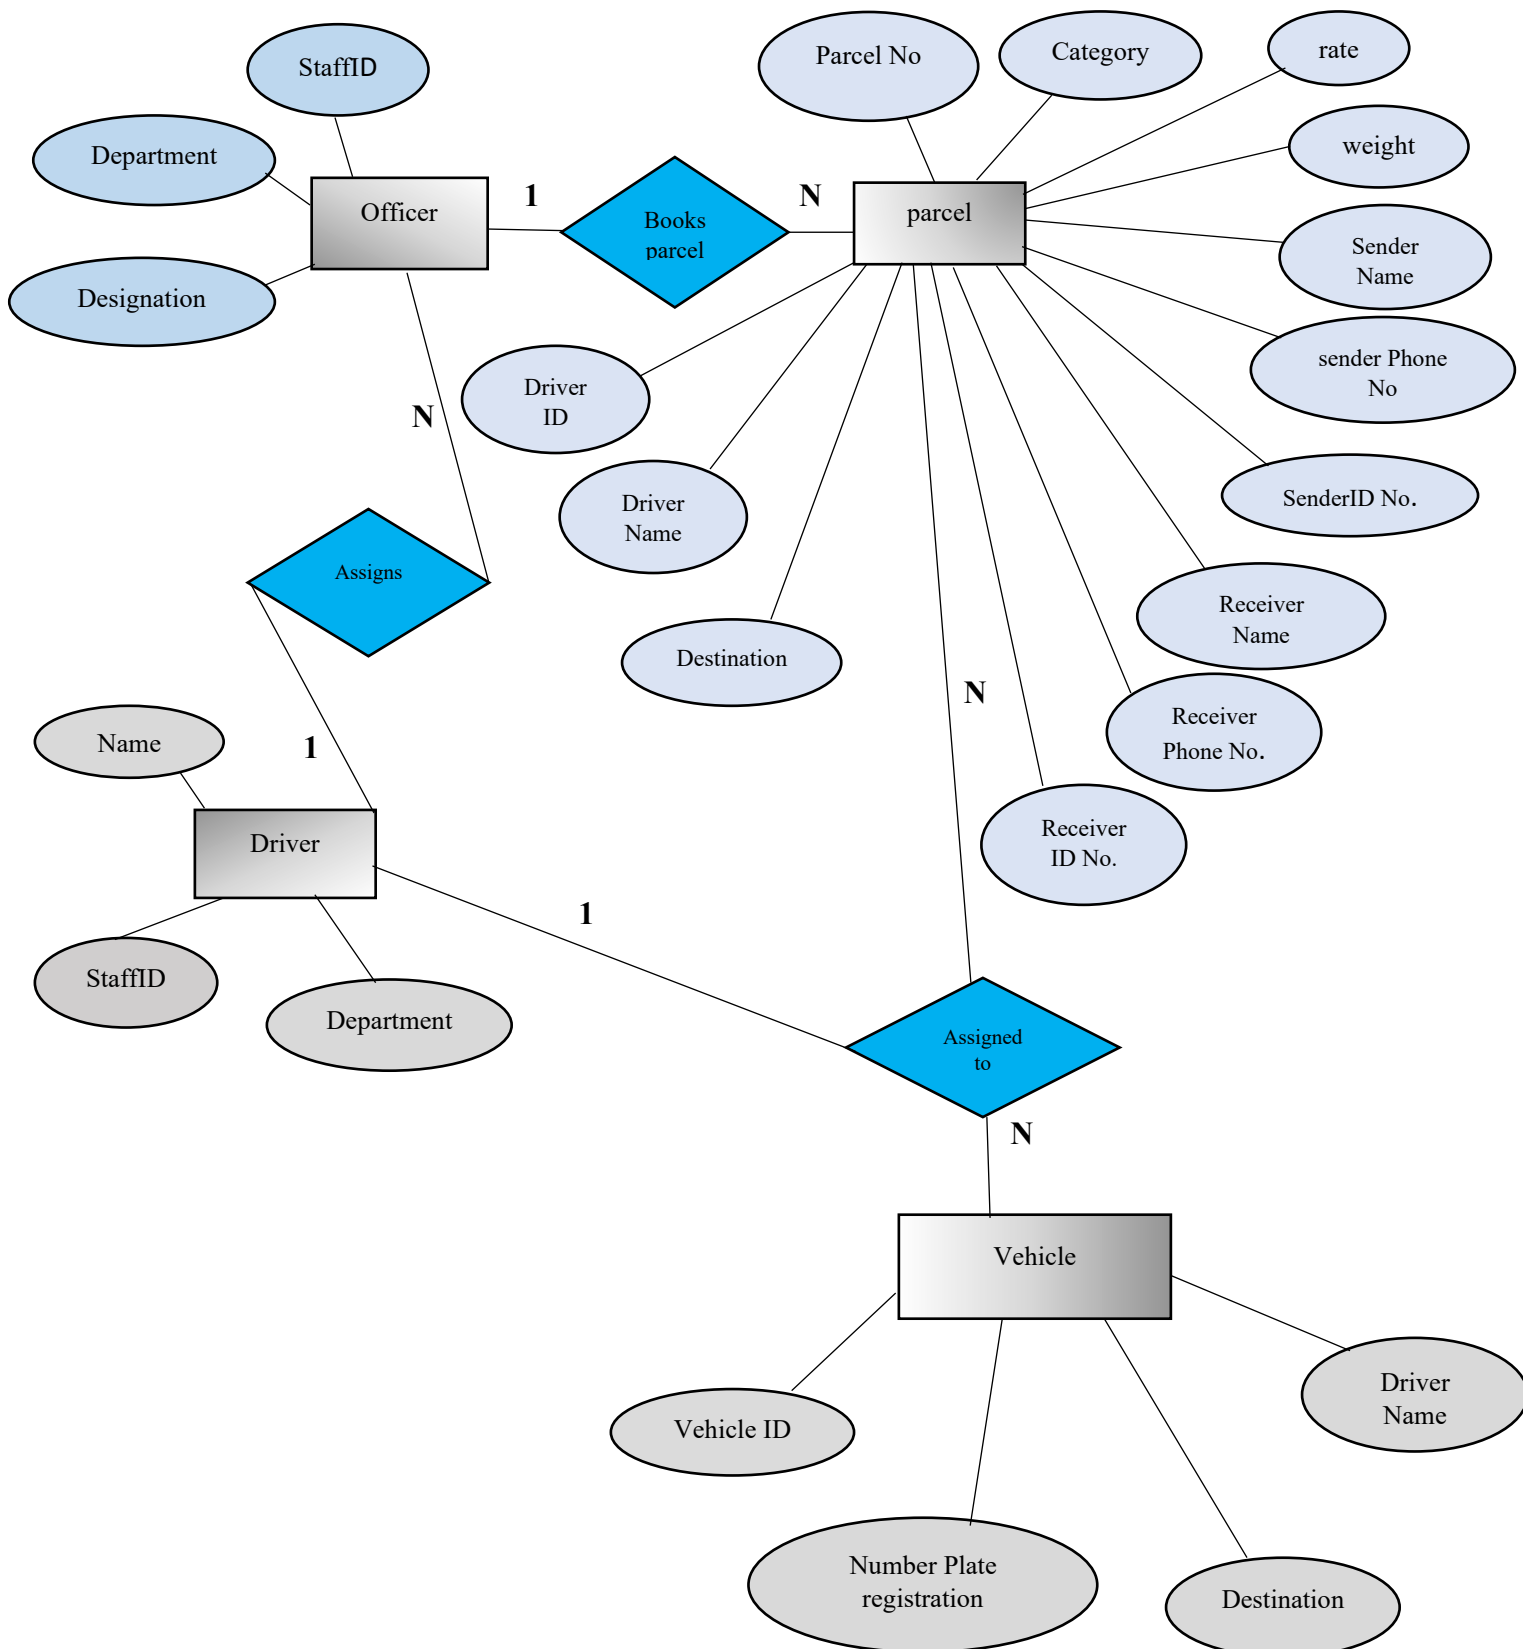 StaffID
Parcel No
Category
rate
Department
weight
Officer
1
Books
parcel
N
parcel
Sender
Name
Designation
sender Phone
No
Driver
ID
N
SenderID No.
Driver
Name
Assigns
Receiver
Name
Destination
N
Receiver
Phone No.
Name
1
Driver
Receiver
ID No.
1
StaffID
Department
Assigned
to
N
Vehicle
Driver
Name
Vehicle ID
Number Plate
registration
Destination